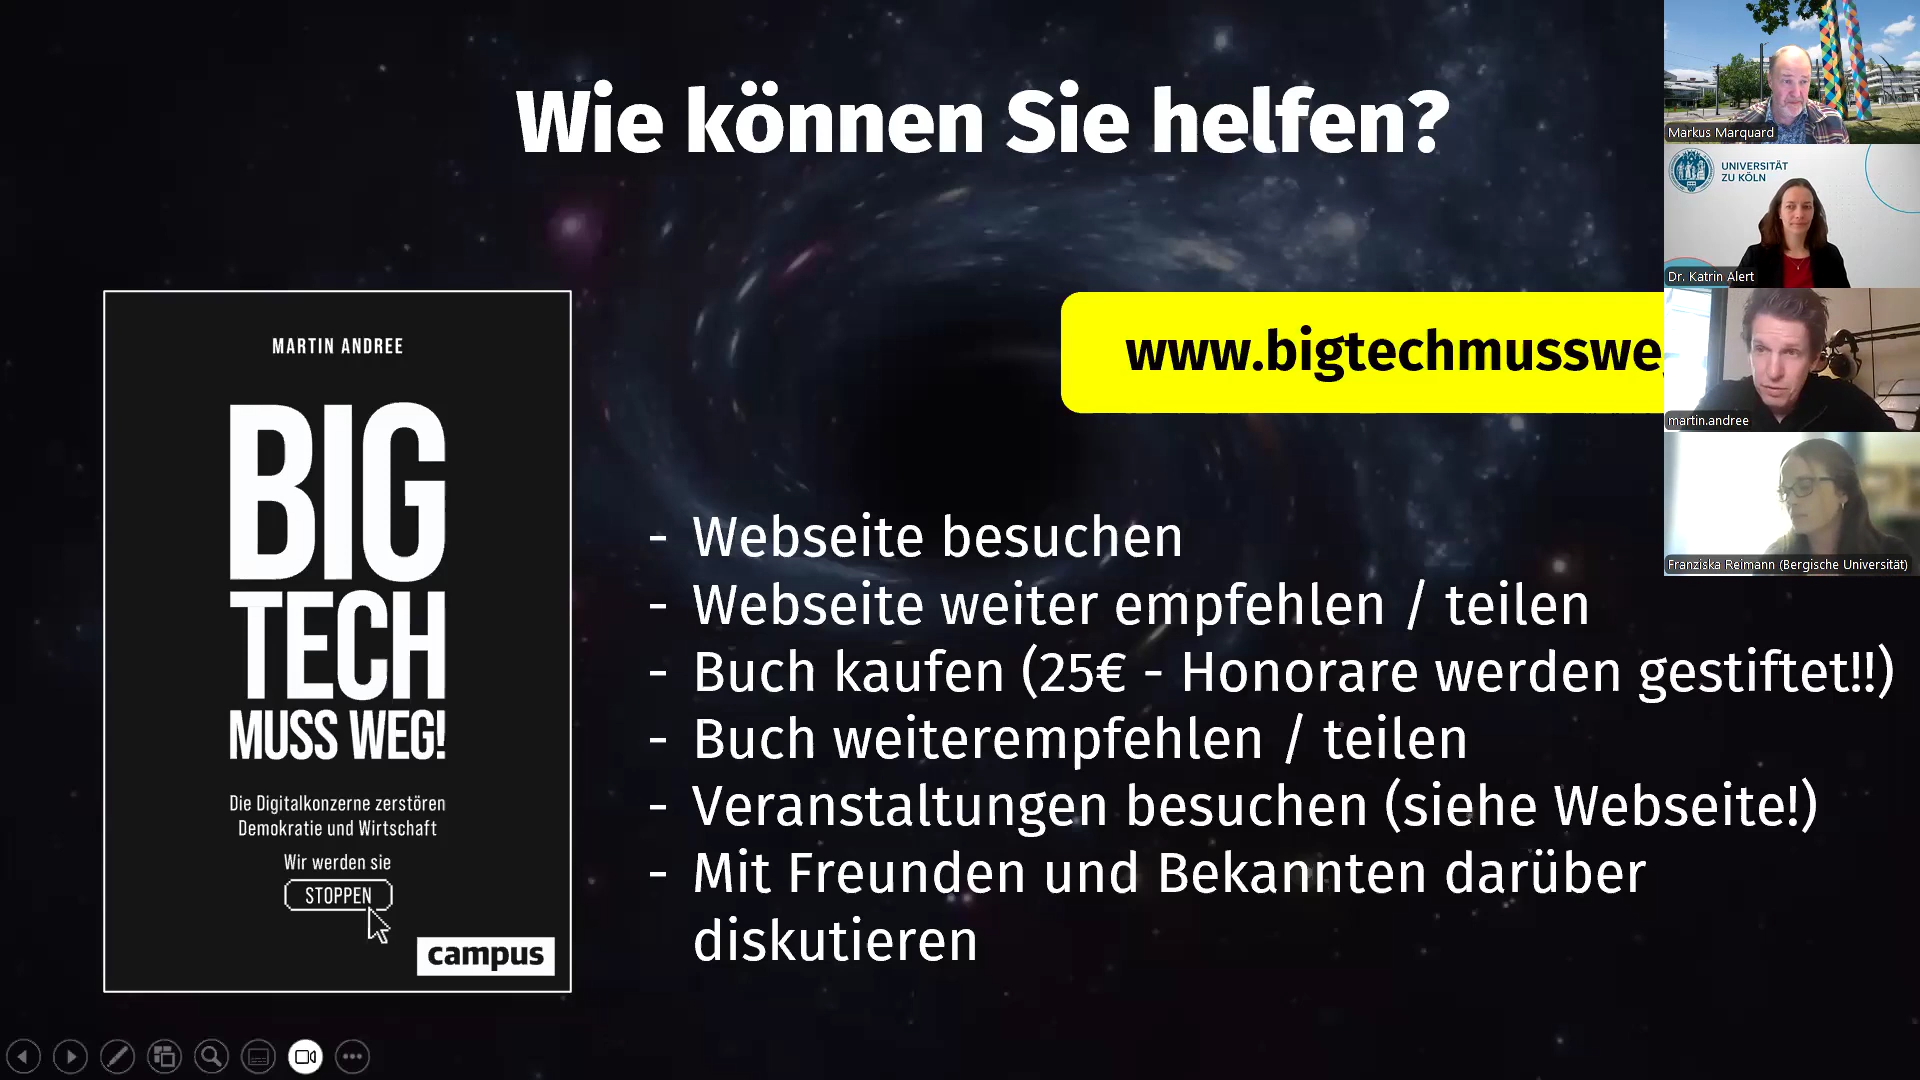 Wie können Sie helfen?
MARTIN ANDREE
BIG
TECH
MUSS WEG!
Die Digitalkonzerne zerstören
Demokratie und Wirtschaft
Wir werden sie
STOPPEN
campus
www.bigtechmusswe
- Webseite besuchen
- Webseite weiter empfehlen / teilen
- Buch kaufen (25€ - Honorare werden gestiftet!!)
- Buch weiterempfehlen / teilen
- Veranstaltungen besuchen (siehe Webseite!)
- Mit Freunden und Bekannten darüber
diskutieren
Markus Marquard
UNIVERSITÄT
ZU KÖLN
Dr. Katrin Alert
martin.andree
Franziska Reimann (Bergische Universität)